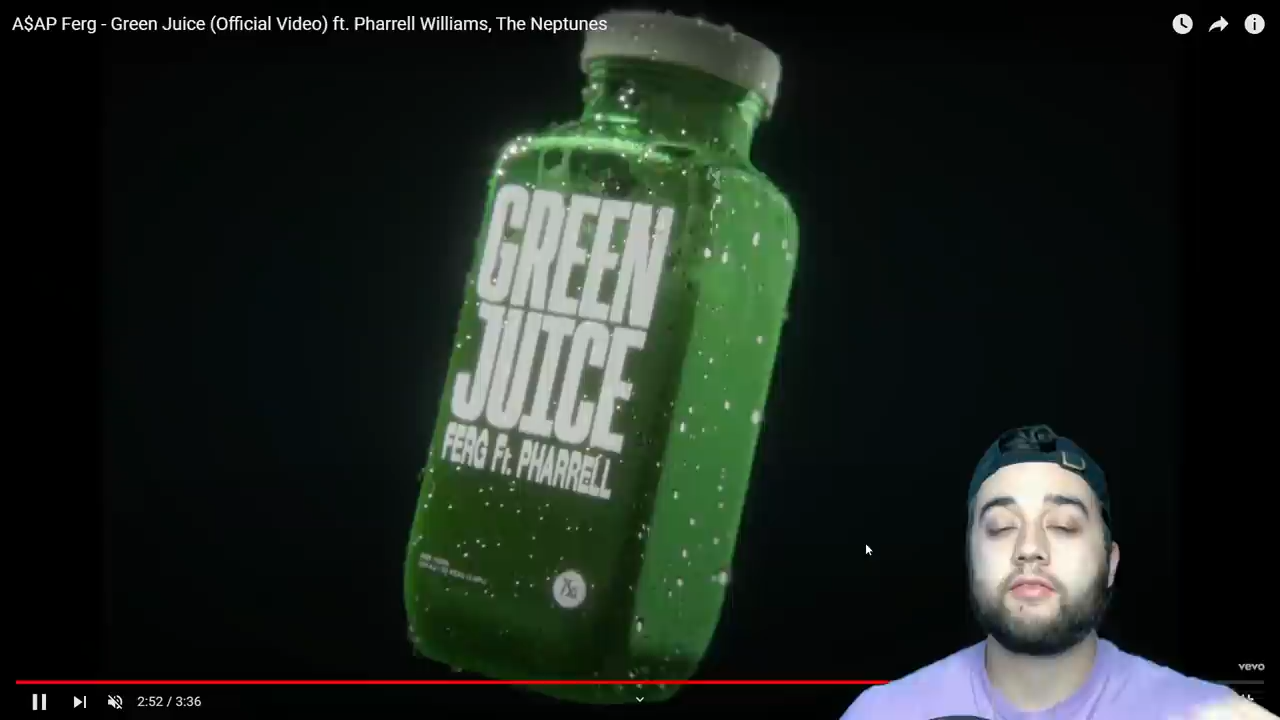 A$AP Ferg - Green Juice (Official Video) ft. Pharrell Williams, The Neptunes
GREEN
JUICE
FERG Ft. PHARRELL
vevo
2:52 / 3:36